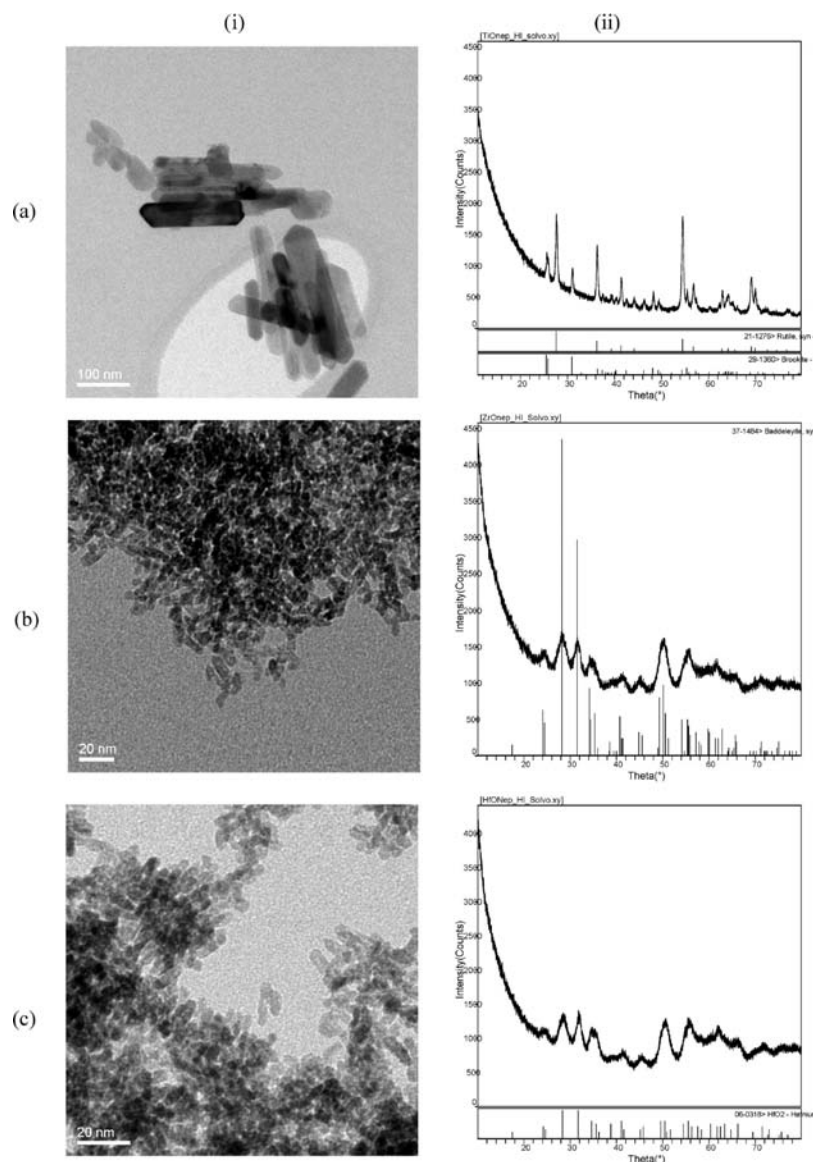 (i)
(ii)
(a)
100 nm
[TiOnep_HI_solvo.xy]
Intensity(Counts)
4500
4000
3500
3000
2500
2000
1500
1000
500
0
21-1276> Rutile, syn -
29-1360> Brookite -
10 20 30 40 50 60 70
Theta(°)
(b)
20 nm
[ZrOnep_HI_Solvo.xy]
37-1484> Baddeleyite, sy
Intensity(Counts)
4500
4000
3500
3000
2500
2000
1500
1000
500
0
10 20 30 40 50 60 70
Theta(°)
(c)
20 nm
[HfONep_HI_Solvo.xy]
Intensity(Counts)
4000
3500
3000
2500
2000
1500
1000
500
0
06-0318> HfO2 - Hafniu
10 20 30 40 50 60 70
Theta(°)